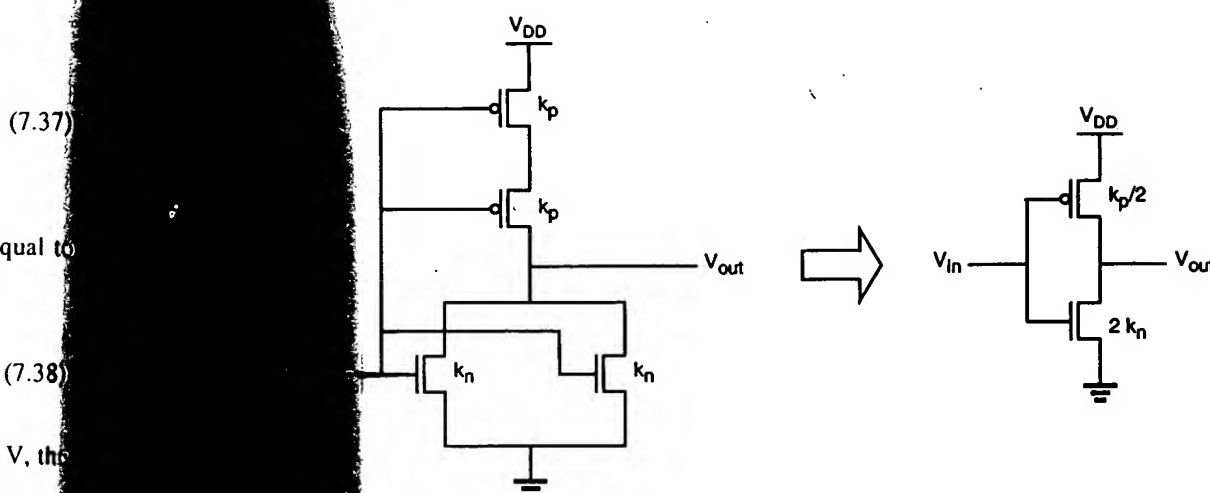 (7.37)
qual to
(7.38)
V, the
V_DD
k_p
k_p
V_out
k_n
k_n
V_DD
k_p/2
V_In
V_out
2 k_n